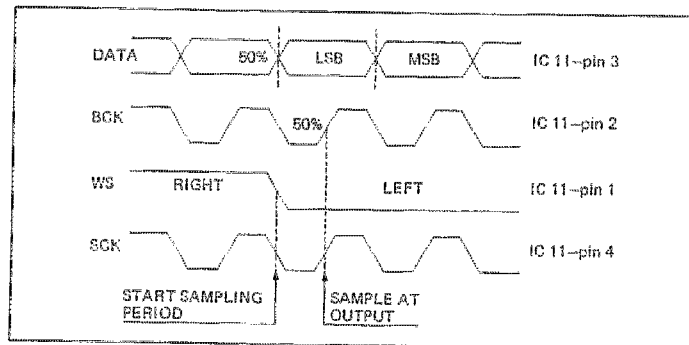 DATA 50% LSB MSB IC 11-pin 3
BCK 50% IC 11-pin 2
WS RIGHT LEFT IC 11-pin 1
SCK IC 11-pin 4
START SAMPLING PERIOD
SAMPLE AT OUTPUT